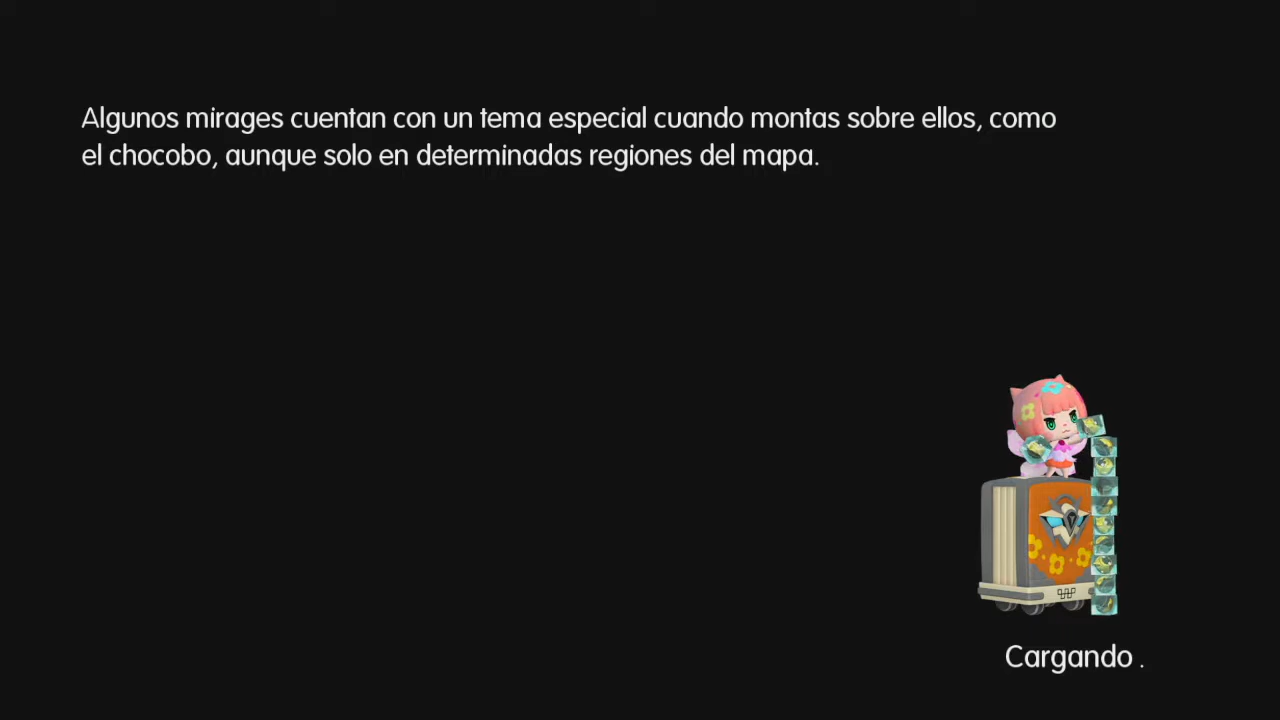 Algunos mirages cuentan con un tema especial cuando montas sobre ellos, como
el chocobo, aunque solo en determinadas regiones del mapa.
Cargando .